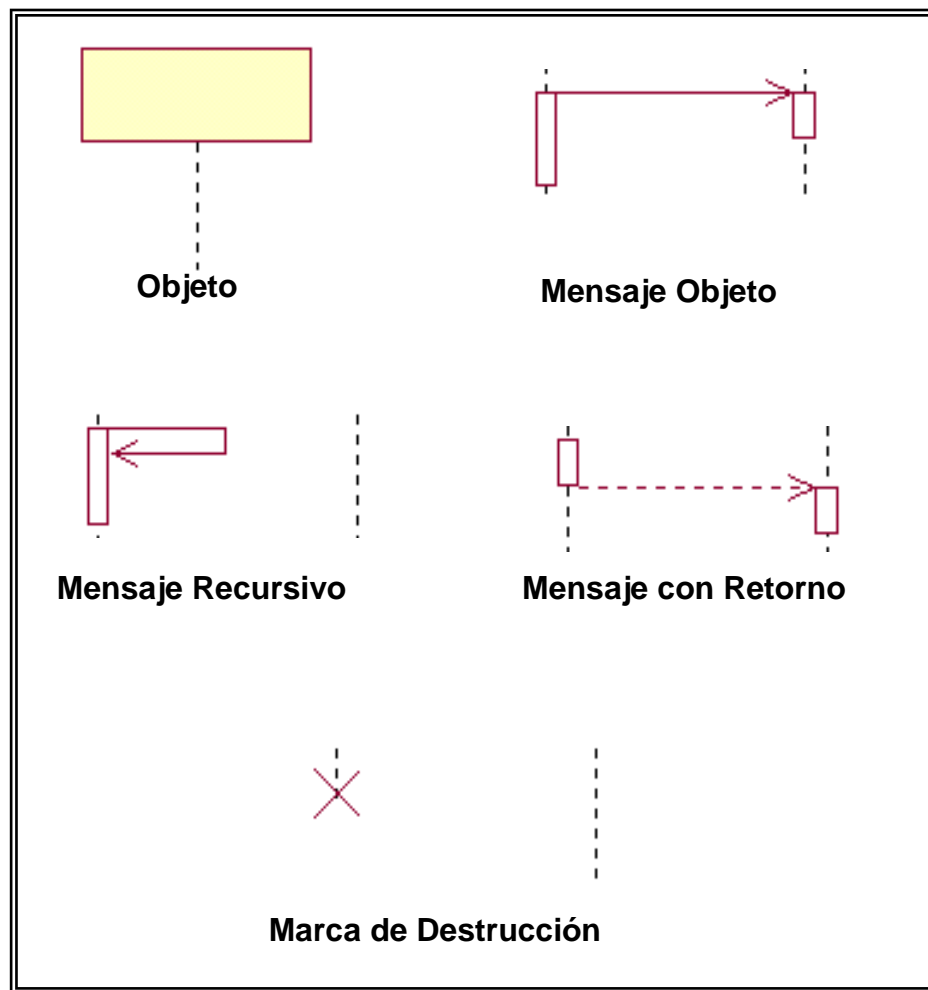 Objeto
Mensaje Objeto
Mensaje Recursivo
Mensaje con Retorno
Marca de Destrucción